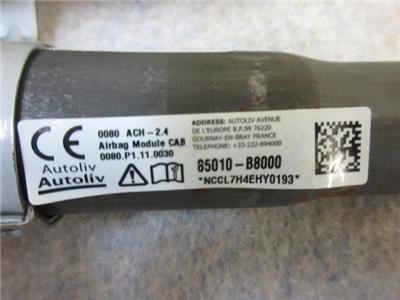 CE
0080 ACH-2.4
Airbag Module CAB
0080.P1.11.0030
Autoliv
Autoliv
ADDRESS: AUTOLIV AVENUE
DE L'EUROPE B.P.99 76220
GOURNAY-EN-BRAY FRANCE
TELEPHONE: +33-232-894000
85010-B8000
*NCCL7H4EHY0193*